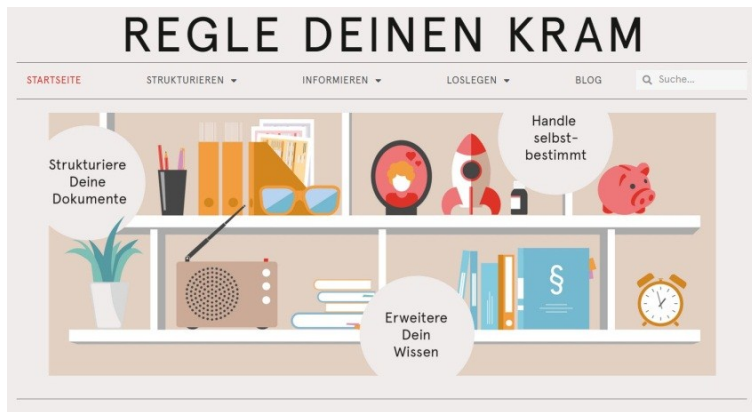 REGLE DEINEN KRAM
STARTSEITE STRUKTURIEREN INFORMIEREN LOSLEGEN BLOG Suche...
Strukturiere
Deine
Dokumente
Handle
selbst-
bestimmt
§
Erweitere
Dein
Wissen